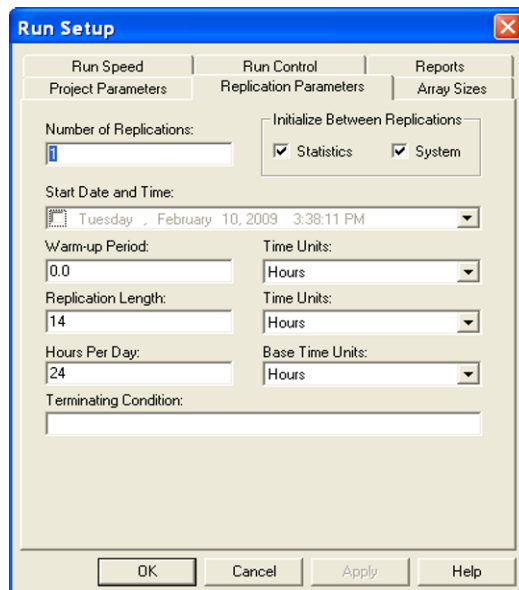 Run Setup
Run Speed Run Control Reports
Project Parameters Replication Parameters Array Sizes
Number of Replications:
1
Initialize Between Replications
Statistics System
Start Date and Time:
Tuesday , February 10, 2009 3:38:11 PM
Warm-up Period: Time Units:
0.0 Hours
Replication Length: Time Units:
14 Hours
Hours Per Day: Base Time Units:
24 Hours
Terminating Condition:
OK Cancel Apply Help